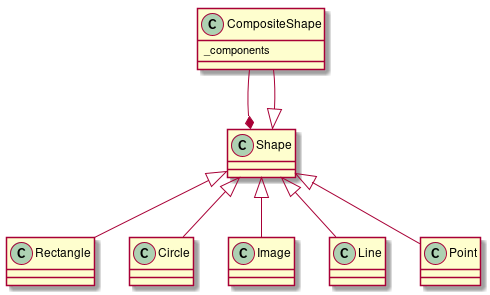 C CompositeShape
_components
C Shape
C Rectangle
C Circle
C Image
C Line
C Point